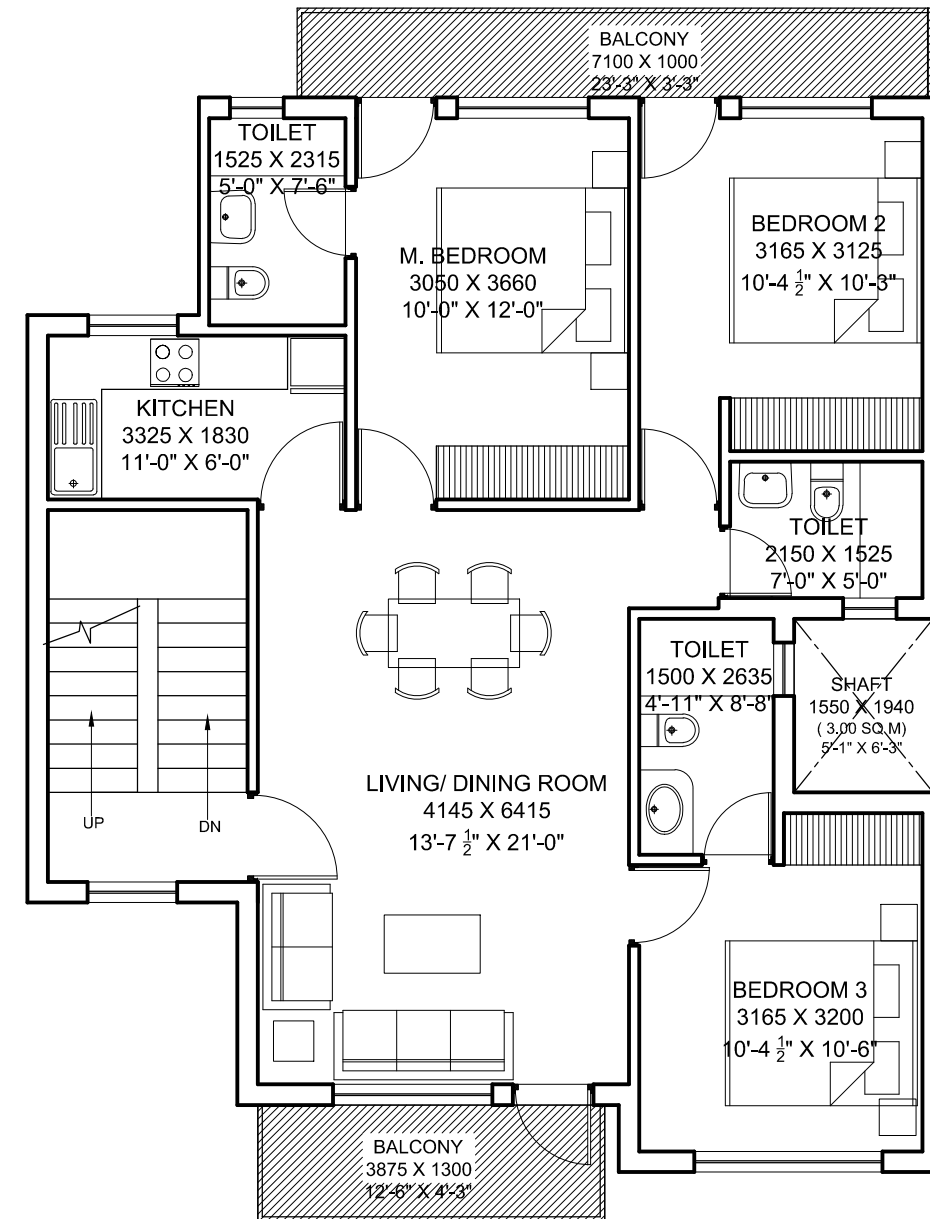 BALCONY
7100 X 1000
23'-3" X 3'-3"
TOILET
1525 X 2315
5'-0" X 7'-6"
M. BEDROOM
3050 X 3660
10'-0" X 12'-0"
BEDROOM 2
3165 X 3125
10'-4 1/2" X 10'-3"
KITCHEN
3325 X 1830
11'-0" X 6'-0"
TOILET
2150 X 1525
7'-0" X 5'-0"
TOILET
1500 X 2635
4'-11" X 8'-8"
SHAFT
1550 X 1940
( 3.00 SQ.M)
5'-1" X 6'-3"
LIVING/ DINING ROOM
4145 X 6415
13'-7 1/2" X 21'-0"
UP
DN
BEDROOM 3
3165 X 3200
10'-4 1/2" X 10'-6"
BALCONY
3875 X 1300
12'-6" X 4'-3"